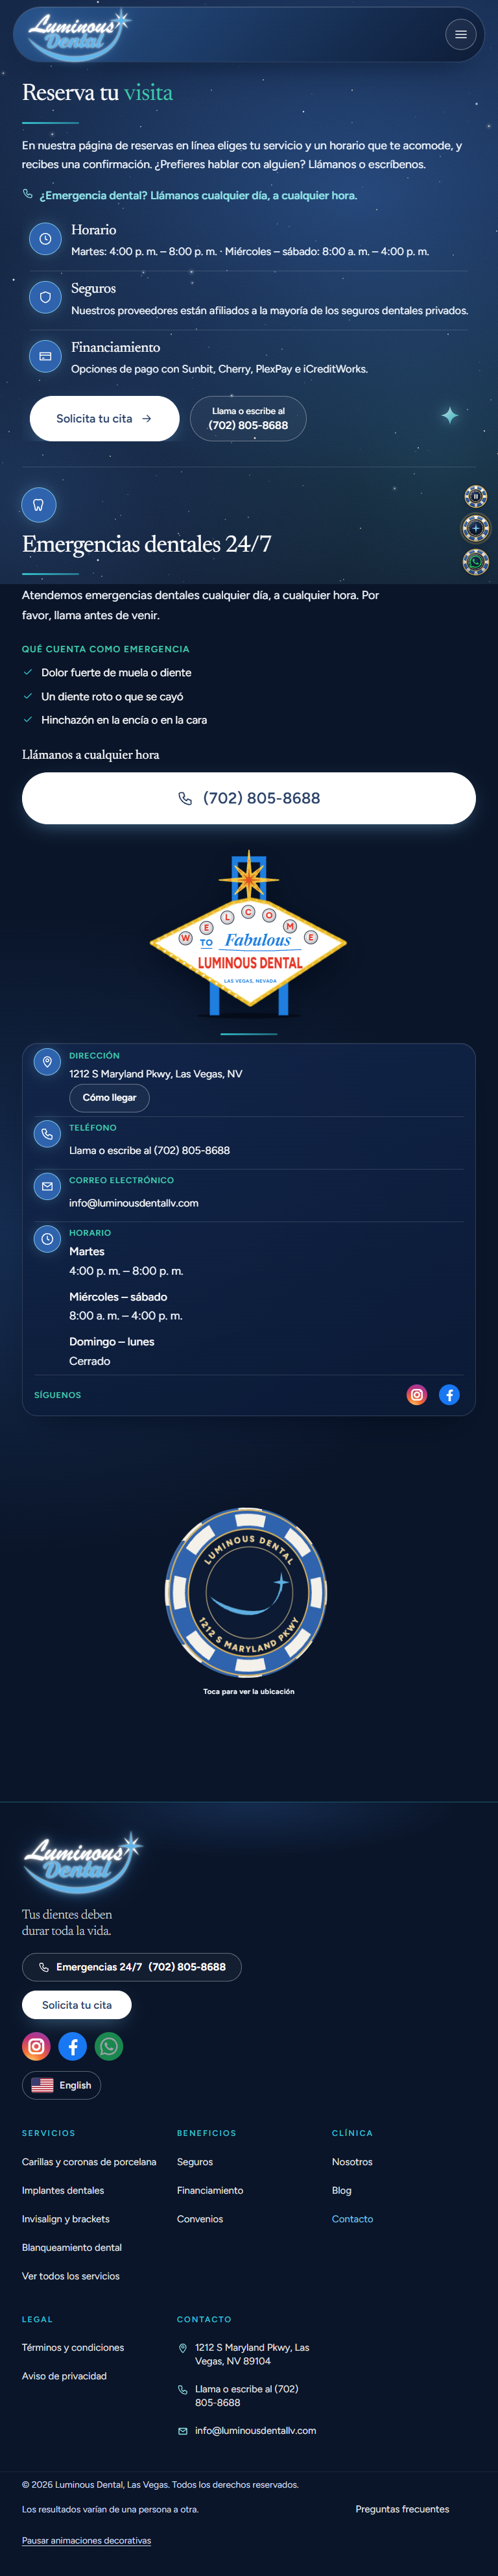 Luminous
Dental
Reserva tu visita
En nuestra página de reservas en línea eliges tu servicio y un horario que te acomode, y
recibes una confirmación. ¿Prefieres hablar con alguien? Llámanos o escríbenos.
¿Emergencia dental? Llámanos cualquier día, a cualquier hora.
Horario
Martes: 4:00 p. m. – 8:00 p. m. · Miércoles – sábado: 8:00 a. m. – 4:00 p. m.
Seguros
Nuestros proveedores están afiliados a la mayoría de los seguros dentales privados.
Financiamiento
Opciones de pago con Sunbit, Cherry, PlexPay e iCreditWorks.
Solicita tu cita →
Llama o escribe al
(702) 805-8688
Emergencias dentales 24/7
Atendemos emergencias dentales cualquier día, a cualquier hora. Por
favor, llama antes de venir.
QUÉ CUENTA COMO EMERGENCIA
Dolor fuerte de muela o diente
Un diente roto o que se cayó
Hinchazón en la encía o en la cara
Llámanos a cualquier hora
(702) 805-8688
WELCOME
TO Fabulous
LUMINOUS DENTAL
LAS VEGAS, NEVADA
DIRECCIÓN
1212 S Maryland Pkwy, Las Vegas, NV
Cómo llegar
TELÉFONO
Llama o escribe al (702) 805-8688
CORREO ELECTRÓNICO
info@luminousdentallv.com
HORARIO
Martes
4:00 p. m. – 8:00 p. m.
Miércoles – sábado
8:00 a. m. – 4:00 p. m.
Domingo – lunes
Cerrado
SÍGUENOS
LUMINOUS DENTAL
1212 S MARYLAND PKWY
Toca para ver la ubicación
Luminous
Dental
Tus dientes deben
durar toda la vida.
Emergencias 24/7 (702) 805-8688
Solicita tu cita
English
SERVICIOS
Carillas y coronas de porcelana
Implantes dentales
Invisalign y brackets
Blanqueamiento dental
Ver todos los servicios
BENEFICIOS
Seguros
Financiamiento
Convenios
CLÍNICA
Nosotros
Blog
Contacto
LEGAL
Términos y condiciones
Aviso de privacidad
CONTACTO
1212 S Maryland Pkwy, Las
Vegas, NV 89104
Llama o escribe al (702)
805-8688
info@luminousdentallv.com
© 2026 Luminous Dental, Las Vegas. Todos los derechos reservados.
Los resultados varían de una persona a otra.
Preguntas frecuentes
Pausar animaciones decorativas